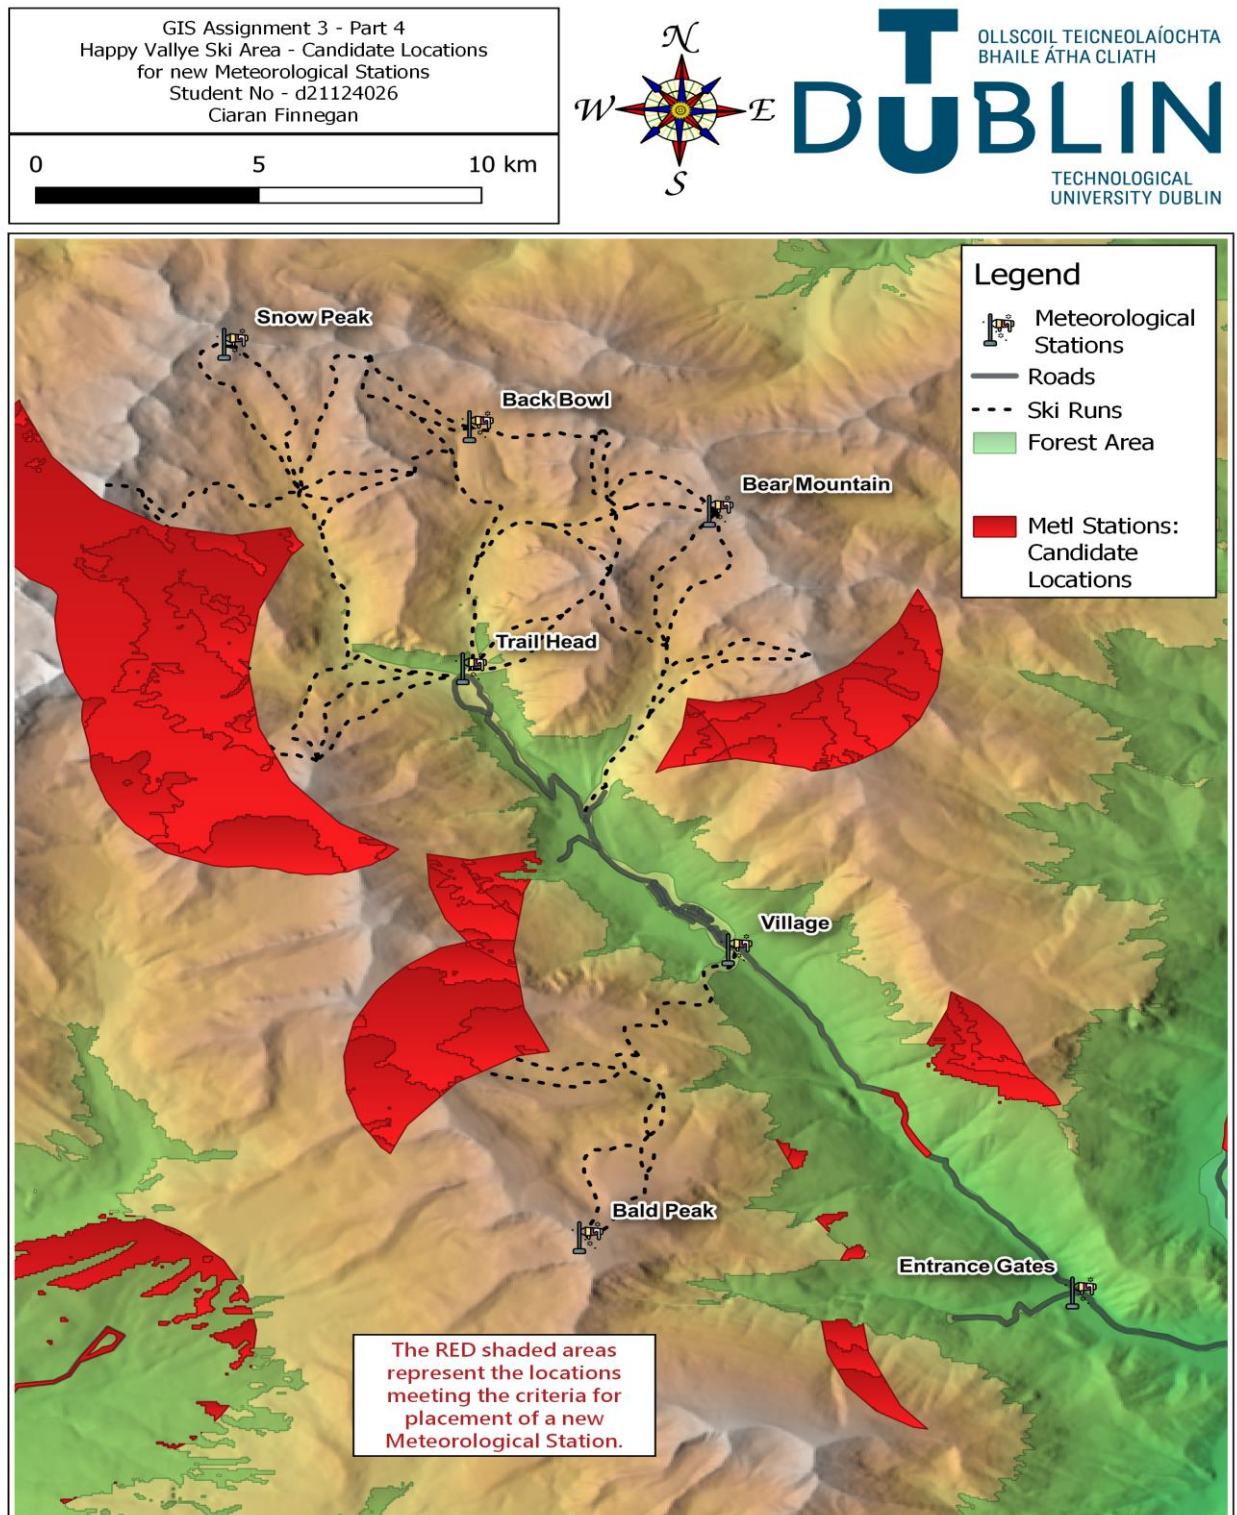 GIS Assignment 3 - Part 4
Happy Vallye Ski Area - Candidate Locations
for new Meteorological Stations
Student No - d21124026
Ciaran Finnegan
0 5 10 km
N
W E
S
OLLSCOIL TEICNEOLAÍOCHTA
BHAILE ÁTHA CLIATH
DUBLIN
TECHNOLOGICAL
UNIVERSITY DUBLIN
Legend
Meteorological
Stations
Roads
Ski Runs
Forest Area
Metl Stations:
Candidate
Locations
Snow Peak
Back Bowl
Bear Mountain
Trail Head
Village
Bald Peak
Entrance Gates
The RED shaded areas
represent the locations
meeting the criteria for
placement of a new
Meteorological Station.